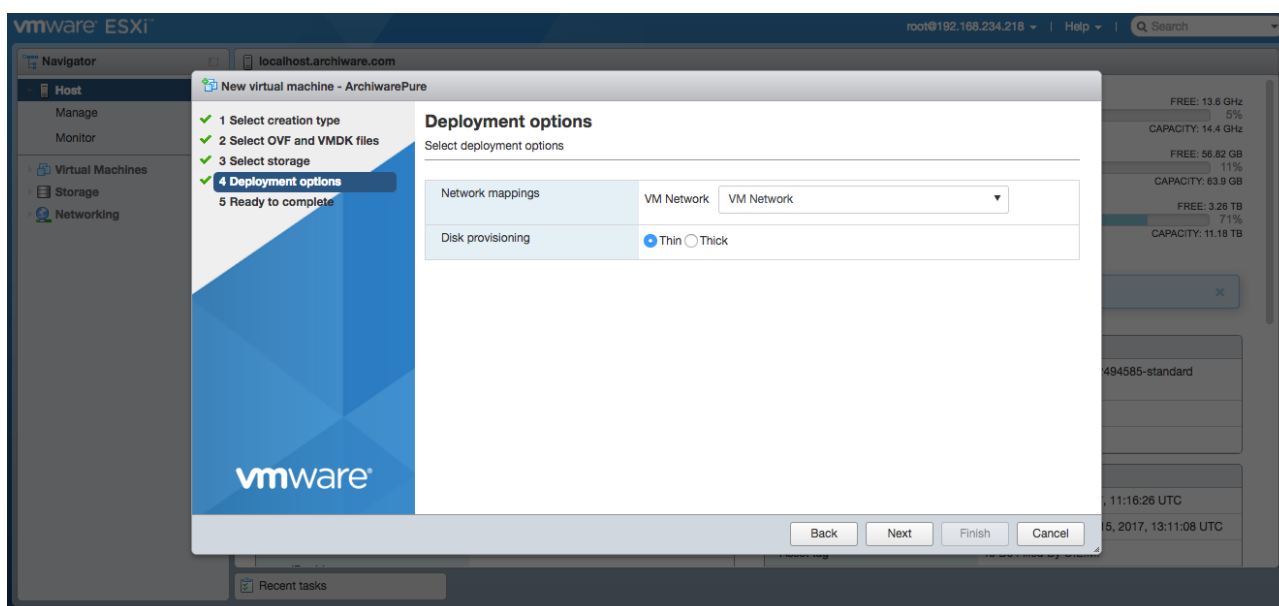 vmware ESXi™
root@192.168.234.218 | Help | Search
Navigator
localhost.archiware.com
Host
Manage
Monitor
Virtual Machines
Storage
Networking
New virtual machine - ArchiwarePure
1 Select creation type
2 Select OVF and VMDK files
3 Select storage
4 Deployment options
5 Ready to complete
vmware®
Deployment options
Select deployment options
Network mappings
VM Network
VM Network
Disk provisioning
Thin Thick
Back
Next
Finish
Cancel
FREE: 13.6 GHz
5%
CAPACITY: 14.4 GHz
FREE: 56.82 GB
11%
CAPACITY: 63.9 GB
FREE: 3.26 TB
71%
CAPACITY: 11.18 TB
494585-standard
, 11:16:26 UTC
15, 2017, 13:11:08 UTC
Recent tasks